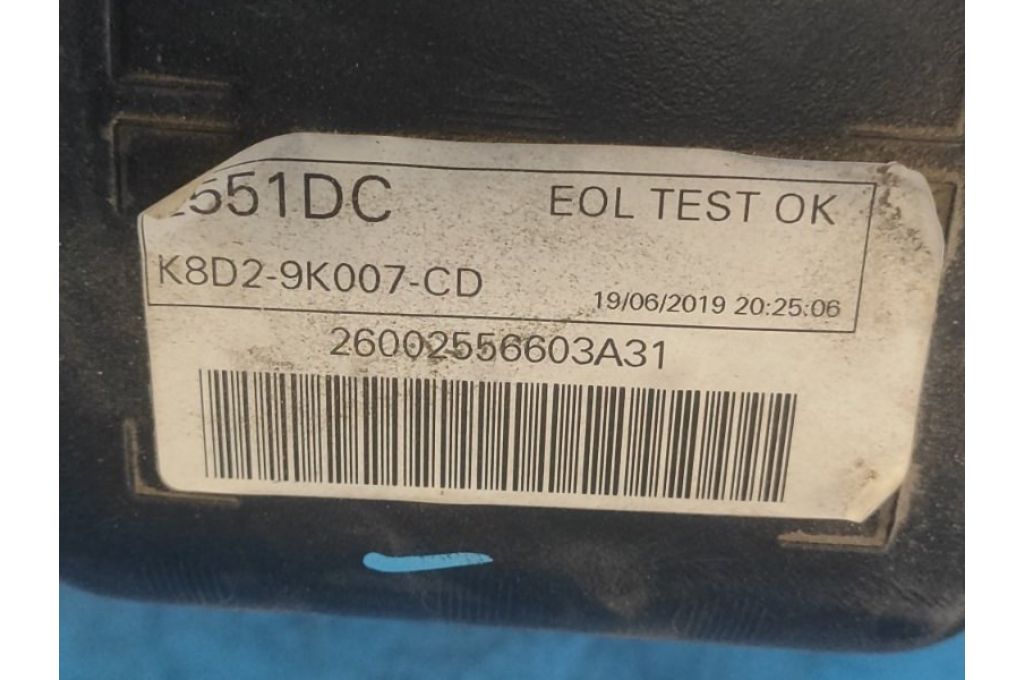 551DC EOL TEST OK
K8D2-9K007-CD 19/06/2019 20:25:06
26002556603A31